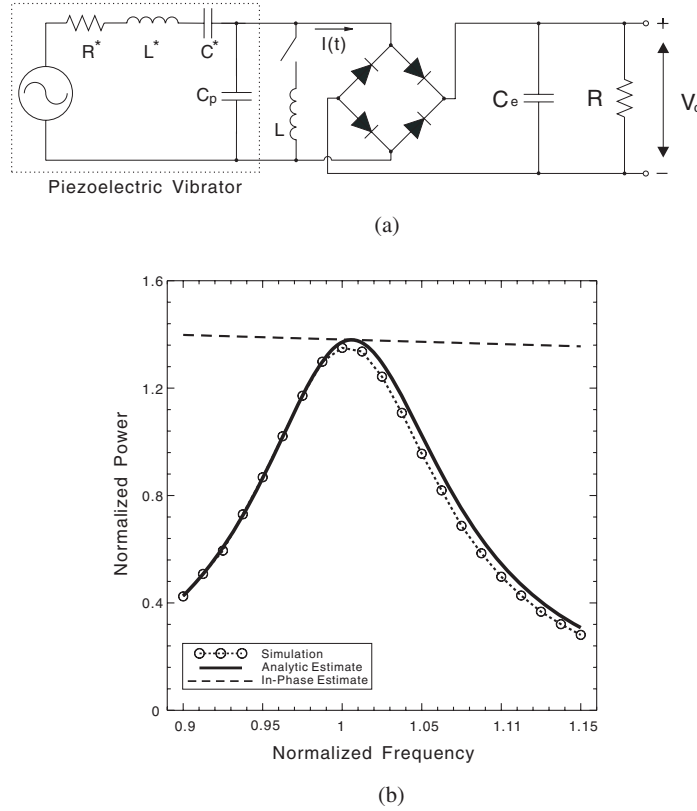 R* L* C* I(t)
Cp L Ce R Vc
+
−
Piezoelectric Vibrator
(a)
1.6
1.2
0.8
0.4
0
Normalized Power
Simulation
Analytic Estimate
In-Phase Estimate
0.9 0.95 1 1.05 1.11 1.15
Normalized Frequency
(b)